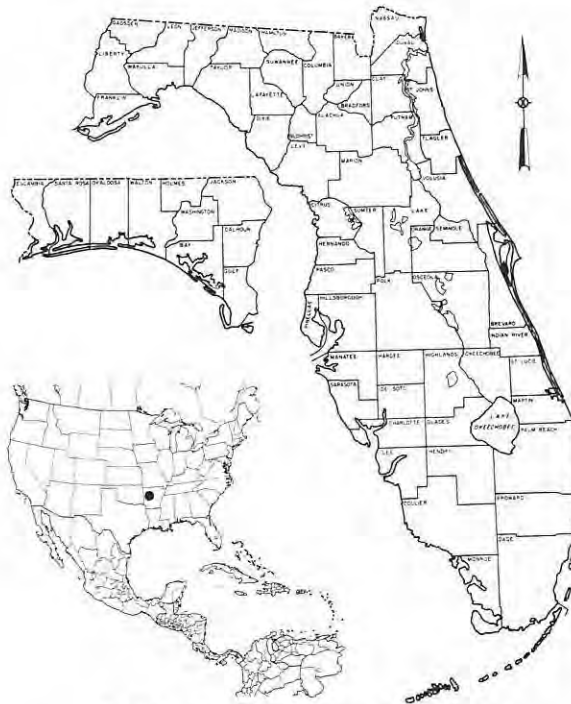 NASSAU
GADSDEN
LEON
JEFFERSON
MADISON
HAMILTON
BAKER
DUVAL
LIBERTY
WAKULLA
TAYLOR
SUWANNEE
COLUMBIA
UNION
CLAY
ST JOHNS
FRANKLIN
LAFAYETTE
BRADFORD
PUTNAM
DIXIE
GILCHRIST
ALACHUA
FLAGLER
LEVY
MARION
VOLUSIA
SANTA ROSA
OKALOOSA
WALTON
HOLMES
JACKSON
WASHINGTON
CALHOUN
BAY
GULF
CITRUS
SUMTER
LAKE
HERNANDO
ORANGE
SEMINOLE
PASCO
POLK
OSCEOLA
PINELLAS
HILLSBOROUGH
BREVARD
INDIAN RIVER
MANATEE
HARDEE
HIGHLANDS
OKEECHOBEE
ST. LUCIE
SARASOTA
DE SOTO
MARTIN
CHARLOTTE
GLADES
LAKE
OKEECHOBEE
PALM BEACH
LEE
HENDRY
COLLIER
BROWARD
DADE
MONROE